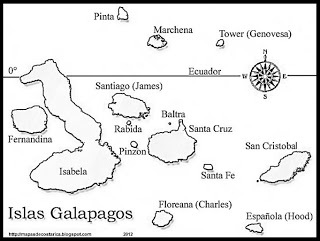 Pinta
Marchena
Tower (Genovesa)
N
0°
Ecuador
W
E
S
Santiago (James)
Baltra
Rabida
Santa Cruz
Fernandina
Pinzon
San Cristobal
Isabela
Santa Fe
Islas Galapagos
Floreana (Charles)
Española (Hood)
http://mapasdecostarica.blogspot.com
2012